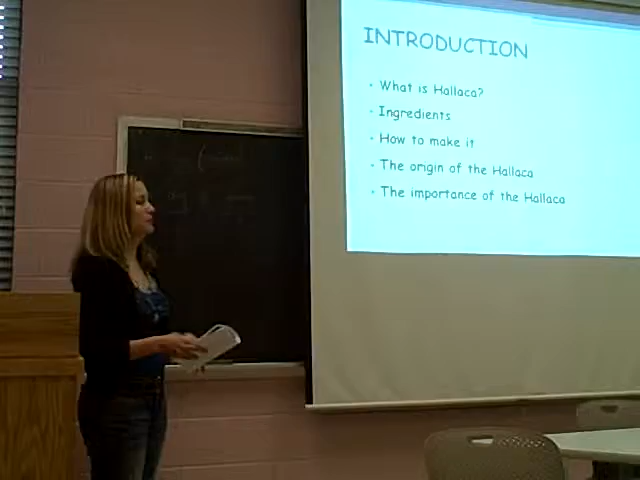 INTRODUCTION
• What is Hallaca?
• Ingredients
• How to make it
• The origin of the Hallaca
• The importance of the Hallaca